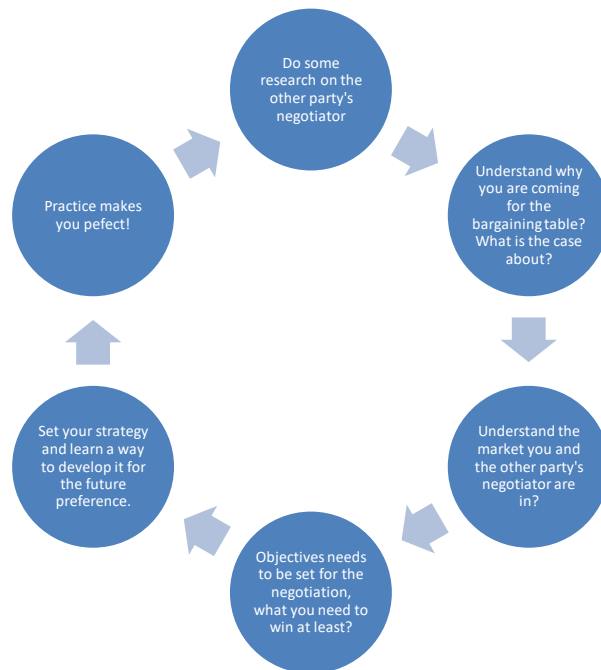 Do some
research on the
other party's
negotiator
Understand why
you are coming
for the
bargaining table?
What is the case
about?
Understand the
market you and
the other party's
negotiator are
in?
Objectives needs
to be set for the
negotiation,
what you need to
win at least?
Set your strategy
and learn a way
to develop it for
the future
preference.
Practice makes
you pefect!